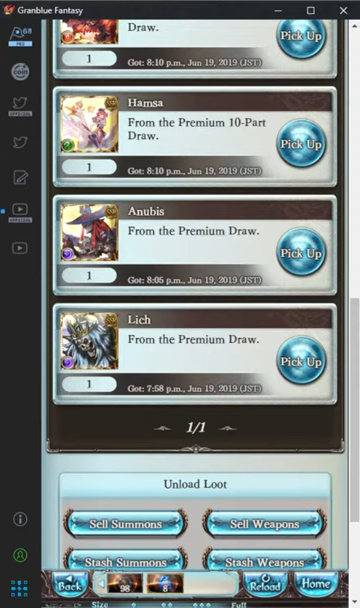 Granblue Fantasy
Draw.
1
Pick Up
Got: 8:10 p.m., Jun 19, 2019 (JST)
Hamsa
From the Premium 10-Part
Draw.
1
Pick Up
Got: 8:10 p.m., Jun 19, 2019 (JST)
Anubis
From the Premium Draw.
1
Pick Up
Got: 8:05 p.m., Jun 19, 2019 (JST)
Lich
From the Premium Draw.
1
Pick Up
Got: 7:58 p.m., Jun 19, 2019 (JST)
1/1
Unload Loot
Sell Summons Sell Weapons
Stash Summons Stash Weapons
Back 98 8 Reload Home
Size Full